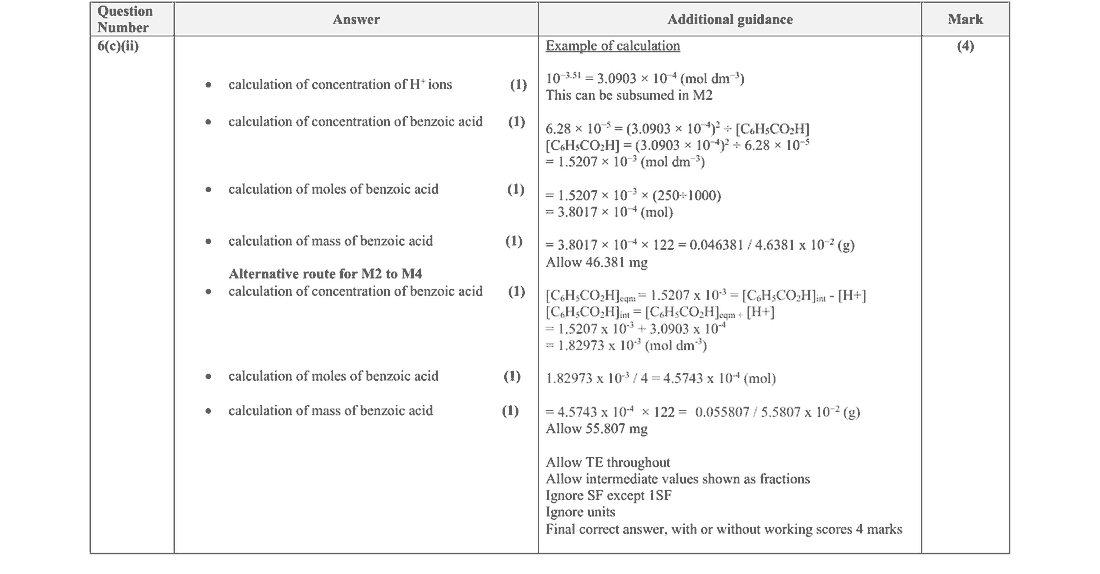 Question Number
Answer
Additional guidance
Mark
6(c)(ii)
Example of calculation
(4)
• calculation of concentration of H⁺ ions (1)
10⁻³·⁵¹ = 3.0903 × 10⁻⁴ (mol dm⁻³)
This can be subsumed in M2
• calculation of concentration of benzoic acid (1)
6.28 × 10⁻⁵ = (3.0903 × 10⁻⁴)² ÷ [C₆H₅CO₂H]
[C₆H₅CO₂H] = (3.0903 × 10⁻⁴)² ÷ 6.28 × 10⁻⁵
= 1.5207 × 10⁻³ (mol dm⁻³)
• calculation of moles of benzoic acid (1)
= 1.5207 × 10⁻³ × (250÷1000)
= 3.8017 × 10⁻⁴ (mol)
• calculation of mass of benzoic acid (1)
= 3.8017 × 10⁻⁴ × 122 = 0.046381 / 4.6381 x 10⁻² (g)
Allow 46.381 mg
Alternative route for M2 to M4
• calculation of concentration of benzoic acid (1)
[C₆H₅CO₂H]eqm = 1.5207 x 10⁻³ = [C₆H₅CO₂H]int - [H+]
[C₆H₅CO₂H]int = [C₆H₅CO₂H]eqm + [H+]
= 1.5207 x 10⁻³ + 3.0903 x 10⁻⁴
= 1.82973 x 10⁻³ (mol dm⁻³)
• calculation of moles of benzoic acid (1)
1.82973 x 10⁻³ / 4 = 4.5743 x 10⁻⁴ (mol)
• calculation of mass of benzoic acid (1)
= 4.5743 x 10⁻⁴ × 122 = 0.055807 / 5.5807 x 10⁻² (g)
Allow 55.807 mg
Allow TE throughout
Allow intermediate values shown as fractions
Ignore SF except 1SF
Ignore units
Final correct answer, with or without working scores 4 marks